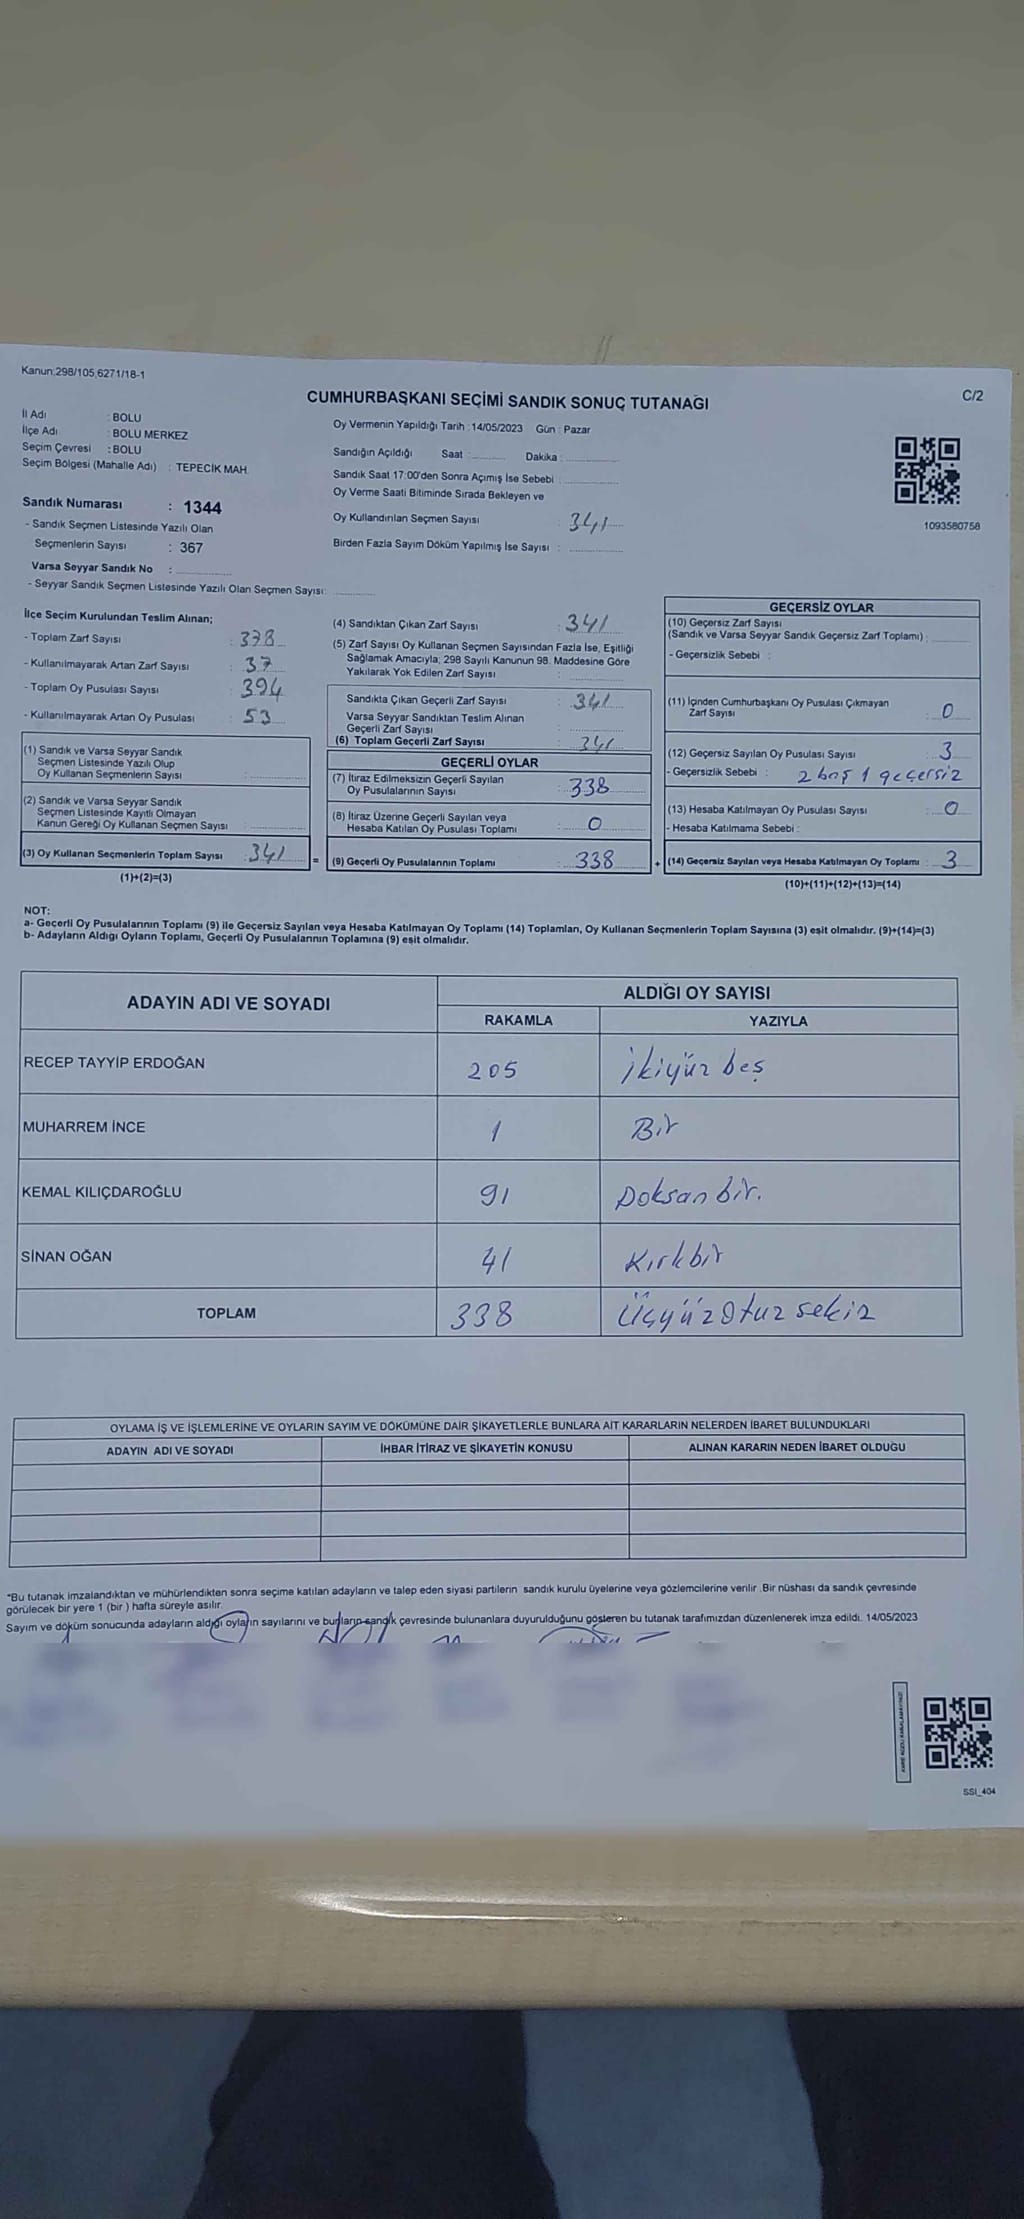 Kanun:298/105,6271/18-1
C/2
CUMHURBAŞKANI SEÇİMİ SANDIK SONUÇ TUTANAĞI
İl Adı : BOLU
İlçe Adı : BOLU MERKEZ
Seçim Çevresi : BOLU
Seçim Bölgesi (Mahalle Adı) : TEPECİK MAH.
Sandık Numarası : 1344
- Sandık Seçmen Listesinde Yazılı Olan
Seçmenlerin Sayısı : 367
Varsa Seyyar Sandık No :
- Seyyar Sandık Seçmen Listesinde Yazılı Olan Seçmen Sayısı:
Oy Vermenin Yapıldığı Tarih :14/05/2023 Gün : Pazar
Sandığın Açıldığı Saat : Dakika :
Sandık Saat 17:00'den Sonra Açımış İse Sebebi :
Oy Verme Saati Bitiminde Sırada Bekleyen ve
Oy Kullandırılan Seçmen Sayısı : 341
Birden Fazla Sayım Döküm Yapılmış İse Sayısı :
1093580758
İlçe Seçim Kurulundan Teslim Alınan;
- Toplam Zarf Sayısı : 378
- Kullanılmayarak Artan Zarf Sayısı : 37
- Toplam Oy Pusulası Sayısı : 394
- Kullanılmayarak Artan Oy Pusulası : 53
(1) Sandık ve Varsa Seyyar Sandık
Seçmen Listesinde Yazılı Olup
Oy Kullanan Seçmenlerin Sayısı :
(2) Sandık ve Varsa Seyyar Sandık
Seçmen Listesinde Kayıtlı Olmayan
Kanun Gereği Oy Kullanan Seçmen Sayısı :
(3) Oy Kullanan Seçmenlerin Toplam Sayısı : 341 =
(1)+(2)=(3)
(4) Sandıktan Çıkan Zarf Sayısı : 341
(5) Zarf Sayısı Oy Kullanan Seçmen Sayısından Fazla İse, Eşitliği
Sağlamak Amacıyla, 298 Sayılı Kanunun 98. Maddesine Göre
Yakılarak Yok Edilen Zarf Sayısı :
Sandıkta Çıkan Geçerli Zarf Sayısı : 341
Varsa Seyyar Sandıktan Teslim Alınan
Geçerli Zarf Sayısı :
(6) Toplam Geçerli Zarf Sayısı : 341
GEÇERLİ OYLAR
(7) İtiraz Edilmeksizin Geçerli Sayılan
Oy Pusulalarının Sayısı : 338
(8) İtiraz Üzerine Geçerli Sayılan veya
Hesaba Katılan Oy Pusulası Toplamı : 0
(9) Geçerli Oy Pusulalarının Toplamı : 338 +
GEÇERSİZ OYLAR
(10) Geçersiz Zarf Sayısı
(Sandık ve Varsa Seyyar Sandık Geçersiz Zarf Toplamı) :
- Geçersizlik Sebebi :
(11) İçinden Cumhurbaşkanı Oy Pusulası Çıkmayan
Zarf Sayısı : 0
(12) Geçersiz Sayılan Oy Pusulası Sayısı : 3
- Geçersizlik Sebebi : 2 boş 1 geçersiz
(13) Hesaba Katılmayan Oy Pusulası Sayısı : 0
- Hesaba Katılmama Sebebi :
(14) Geçersiz Sayılan veya Hesaba Katılmayan Oy Toplamı : 3
(10)+(11)+(12)+(13)=(14)
NOT:
a- Geçerli Oy Pusulalarının Toplamı (9) ile Geçersiz Sayılan veya Hesaba Katılmayan Oy Toplamı (14) Toplamları, Oy Kullanan Seçmenlerin Toplam Sayısına (3) eşit olmalıdır. (9)+(14)=(3)
b- Adayların Aldığı Oyların Toplamı, Geçerli Oy Pusulalarının Toplamına (9) eşit olmalıdır.
ADAYIN ADI VE SOYADI ALDIĞI OY SAYISI
RAKAMLA YAZIYLA
RECEP TAYYİP ERDOĞAN 205 İkiyüz beş
MUHARREM İNCE 1 Bir
KEMAL KILIÇDAROĞLU 91 Doksan bir.
SİNAN OĞAN 41 Kırkbir
TOPLAM 338 Üçyüz Otuz sekiz
OYLAMA İŞ VE İŞLEMLERİNE VE OYLARIN SAYIM VE DÖKÜMÜNE DAİR ŞİKAYETLERLE BUNLARA AİT KARARLARIN NELERDEN İBARET BULUNDUKLARI
ADAYIN ADI VE SOYADI İHBAR İTİRAZ VE ŞİKAYETİN KONUSU ALINAN KARARIN NEDEN İBARET OLDUĞU
*Bu tutanak imzalandıktan ve mühürlendikten sonra seçime katılan adayların ve talep eden siyasi partilerin sandık kurulu üyelerine veya gözlemcilerine verilir. Bir nüshası da sandık çevresinde
görülecek bir yere 1 (bir) hafta süreyle asılır.
Sayım ve döküm sonucunda adayların aldığı oyların sayılarını ve bunların sandık çevresinde bulunanlara duyurulduğunu gösteren bu tutanak tarafımızdan düzenlenerek imza edildi. 14/05/2023
SSI_404